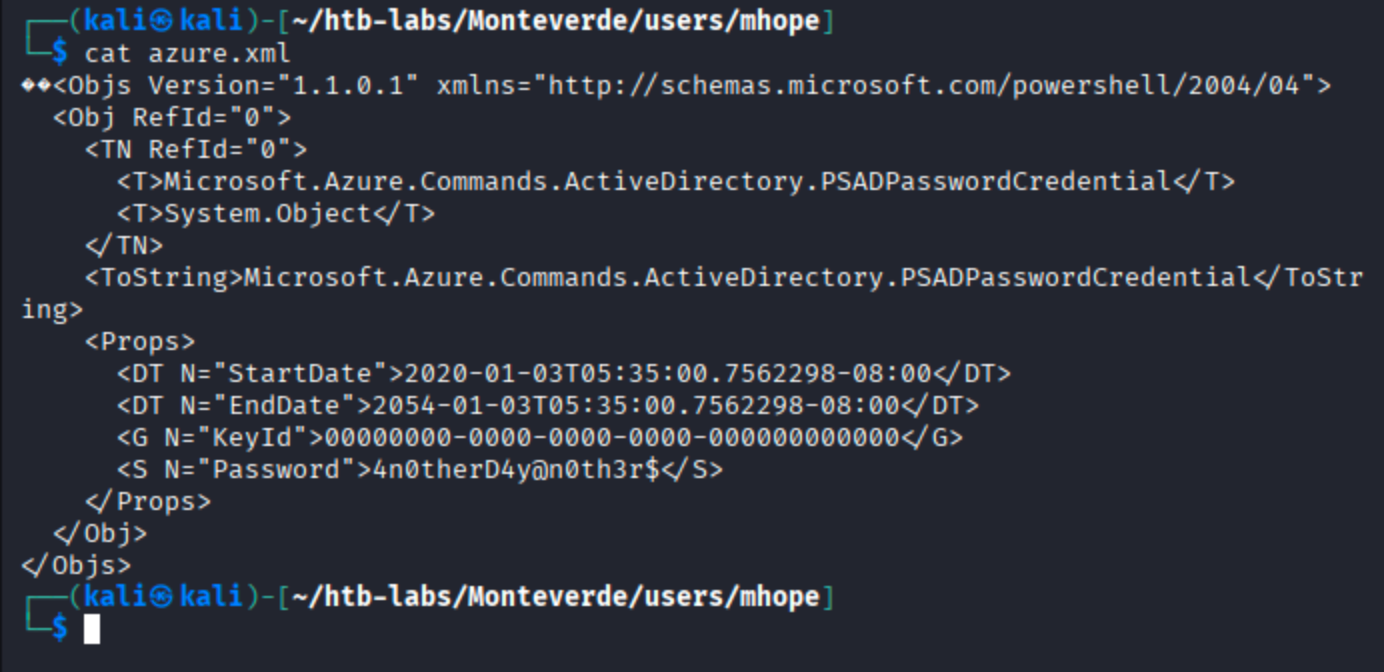 ┌──(kali㉿kali)-[~/htb-labs/Monteverde/users/mhope]
└─$ cat azure.xml
��<Objs Version="1.1.0.1" xmlns="http://schemas.microsoft.com/powershell/2004/04">
  <Obj RefId="0">
    <TN RefId="0">
      <T>Microsoft.Azure.Commands.ActiveDirectory.PSADPasswordCredential</T>
      <T>System.Object</T>
    </TN>
    <ToString>Microsoft.Azure.Commands.ActiveDirectory.PSADPasswordCredential</ToStr
ing>
    <Props>
      <DT N="StartDate">2020-01-03T05:35:00.7562298-08:00</DT>
      <DT N="EndDate">2054-01-03T05:35:00.7562298-08:00</DT>
      <G N="KeyId">00000000-0000-0000-0000-000000000000</G>
      <S N="Password">4n0therD4y@n0th3r$</S>
    </Props>
  </Obj>
</Objs>
┌──(kali㉿kali)-[~/htb-labs/Monteverde/users/mhope]
└─$